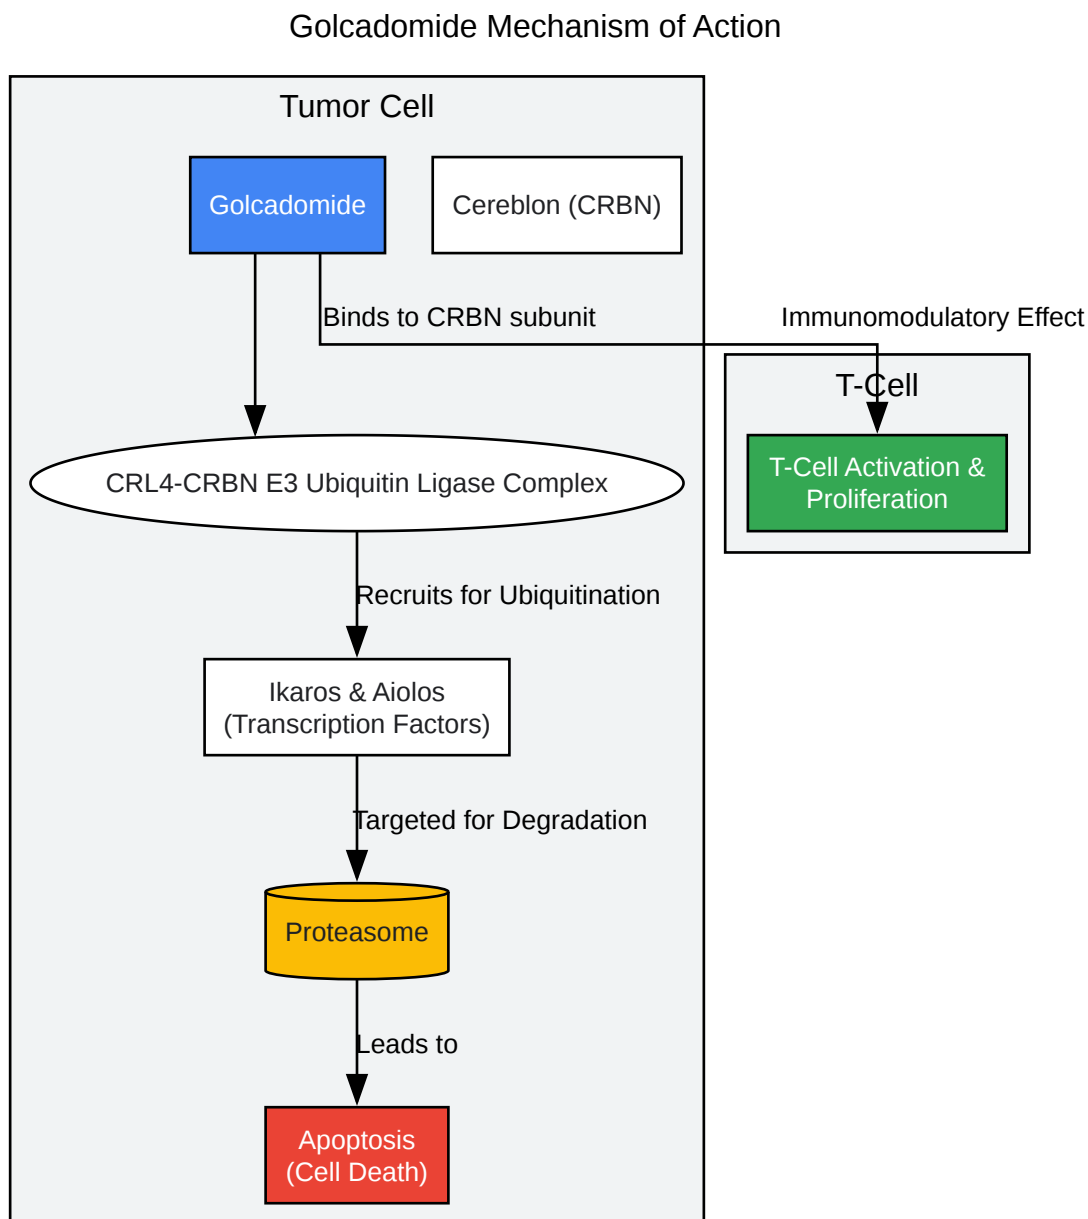 Golcadomide Mechanism of Action
Tumor Cell
Golcadomide
Cereblon (CRBN)
Binds to CRBN subunit
Immunomodulatory Effect
T-Cell
CRL4-CRBN E3 Ubiquitin Ligase Complex
T-Cell Activation &
Proliferation
Recruits for Ubiquitination
Ikaros & Aiolos
(Transcription Factors)
Targeted for Degradation
Proteasome
Leads to
Apoptosis
(Cell Death)